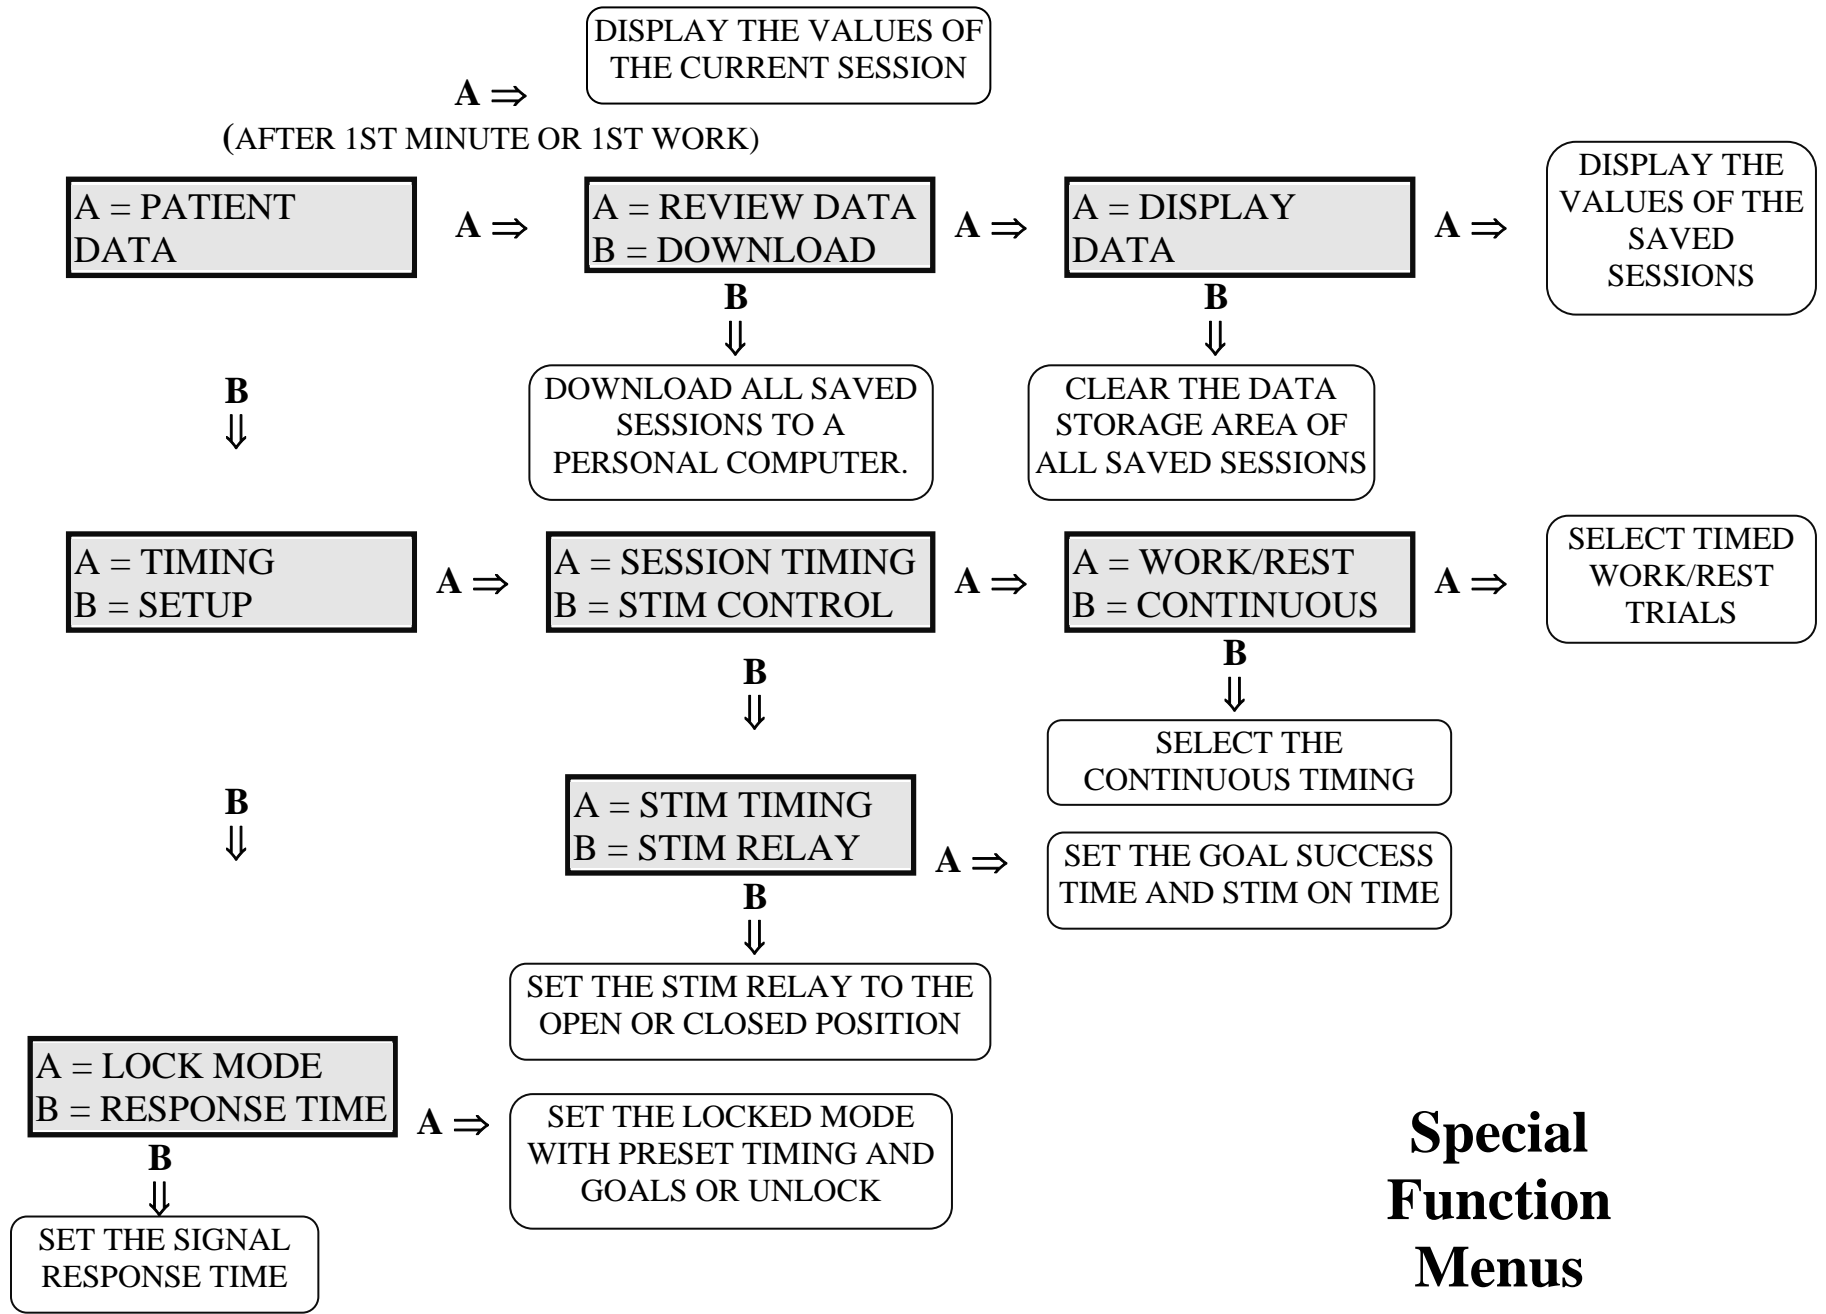 DISPLAY THE VALUES OF
THE CURRENT SESSION
A ⇒
(AFTER 1ST MINUTE OR 1ST WORK)
A = PATIENT
DATA
A ⇒
A = REVIEW DATA
B = DOWNLOAD
A ⇒
A = DISPLAY
DATA
A ⇒
DISPLAY THE
VALUES OF THE
SAVED
SESSIONS
B
⇓
B
⇓
B
⇓
DOWNLOAD ALL SAVED
SESSIONS TO A
PERSONAL COMPUTER.
CLEAR THE DATA
STORAGE AREA OF
ALL SAVED SESSIONS
A = TIMING
B = SETUP
A ⇒
A = SESSION TIMING
B = STIM CONTROL
A ⇒
A = WORK/REST
B = CONTINUOUS
A ⇒
SELECT TIMED
WORK/REST
TRIALS
B
⇓
B
⇓
SELECT THE
CONTINUOUS TIMING
B
⇓
A = STIM TIMING
B = STIM RELAY
A ⇒
SET THE GOAL SUCCESS
TIME AND STIM ON TIME
B
⇓
SET THE STIM RELAY TO THE
OPEN OR CLOSED POSITION
A = LOCK MODE
B = RESPONSE TIME
A ⇒
SET THE LOCKED MODE
WITH PRESET TIMING AND
GOALS OR UNLOCK
B
⇓
SET THE SIGNAL
RESPONSE TIME
Special
Function
Menus